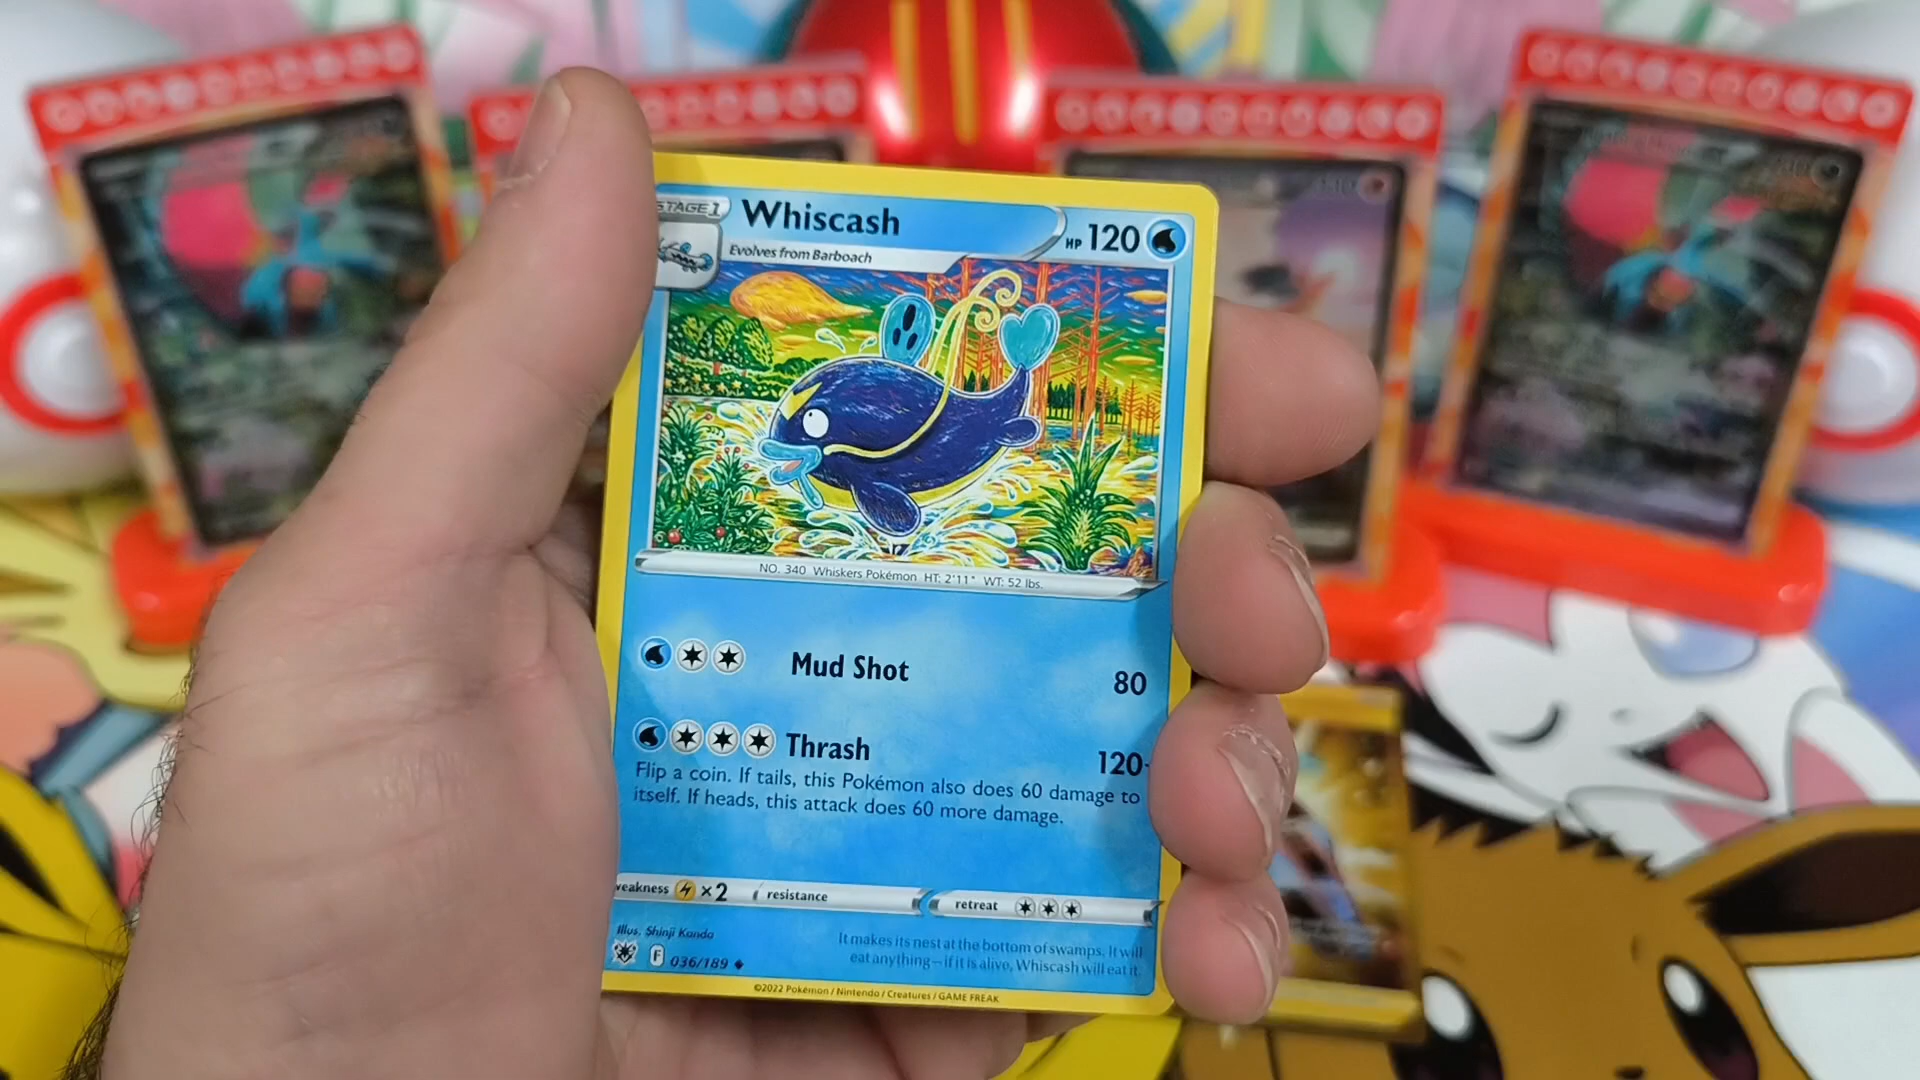 STAGE 1
Whiscash
HP 120
Evolves from Barboach
NO. 340 Whiskers Pokémon HT: 2'11" WT: 52 lbs.
Mud Shot 80
Thrash 120
Flip a coin. If tails, this Pokémon also does 60 damage to
itself. If heads, this attack does 60 more damage.
weakness ×2 resistance retreat
Illus. Shinji Kanda
F 036/189
It makes its nest at the bottom of swamps. It will
eat anything—if it is alive, Whiscash will eat it.
©2022 Pokémon / Nintendo / Creatures / GAME FREAK